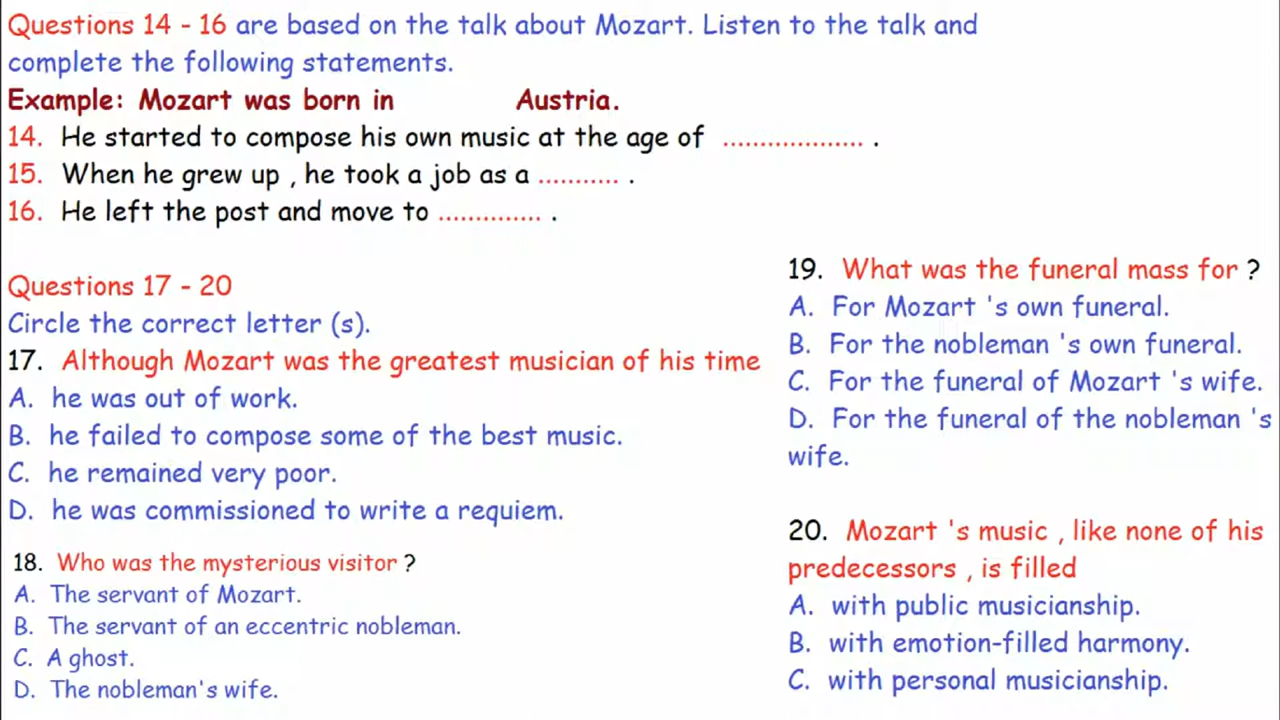 Questions 14 - 16 are based on the talk about Mozart. Listen to the talk and
complete the following statements.
Example: Mozart was born in Austria.
14. He started to compose his own music at the age of ................... .
15. When he grew up , he took a job as a ........... .
16. He left the post and move to .............. .
Questions 17 - 20
Circle the correct letter (s).
17. Although Mozart was the greatest musician of his time
A. he was out of work.
B. he failed to compose some of the best music.
C. he remained very poor.
D. he was commissioned to write a requiem.
18. Who was the mysterious visitor ?
A. The servant of Mozart.
B. The servant of an eccentric nobleman.
C. A ghost.
D. The nobleman's wife.
19. What was the funeral mass for ?
A. For Mozart 's own funeral.
B. For the nobleman 's own funeral.
C. For the funeral of Mozart 's wife.
D. For the funeral of the nobleman 's
wife.
20. Mozart 's music , like none of his
predecessors , is filled
A. with public musicianship.
B. with emotion-filled harmony.
C. with personal musicianship.